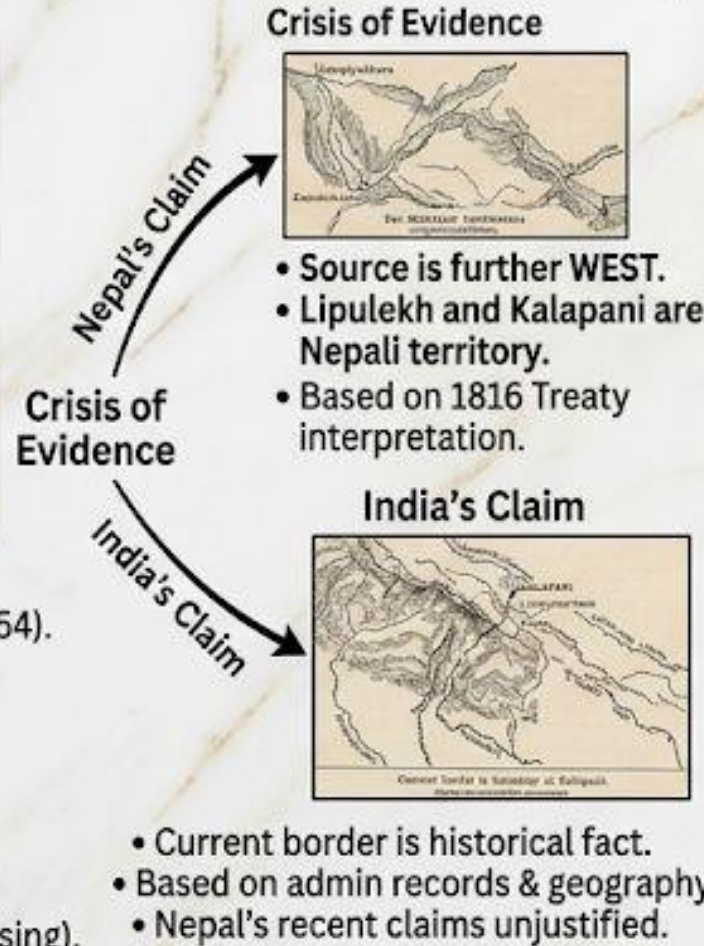 Crisis of Evidence
Nepal's Claim
• Source is further WEST.
• Lipulekh and Kalapani are
Nepali territory.
• Based on 1816 Treaty
interpretation.
Crisis of
Evidence
India's Claim
India's Claim
54).
• Current border is historical fact.
• Based on admin records & geography
• Nepal's recent claims unjustified.
sing).